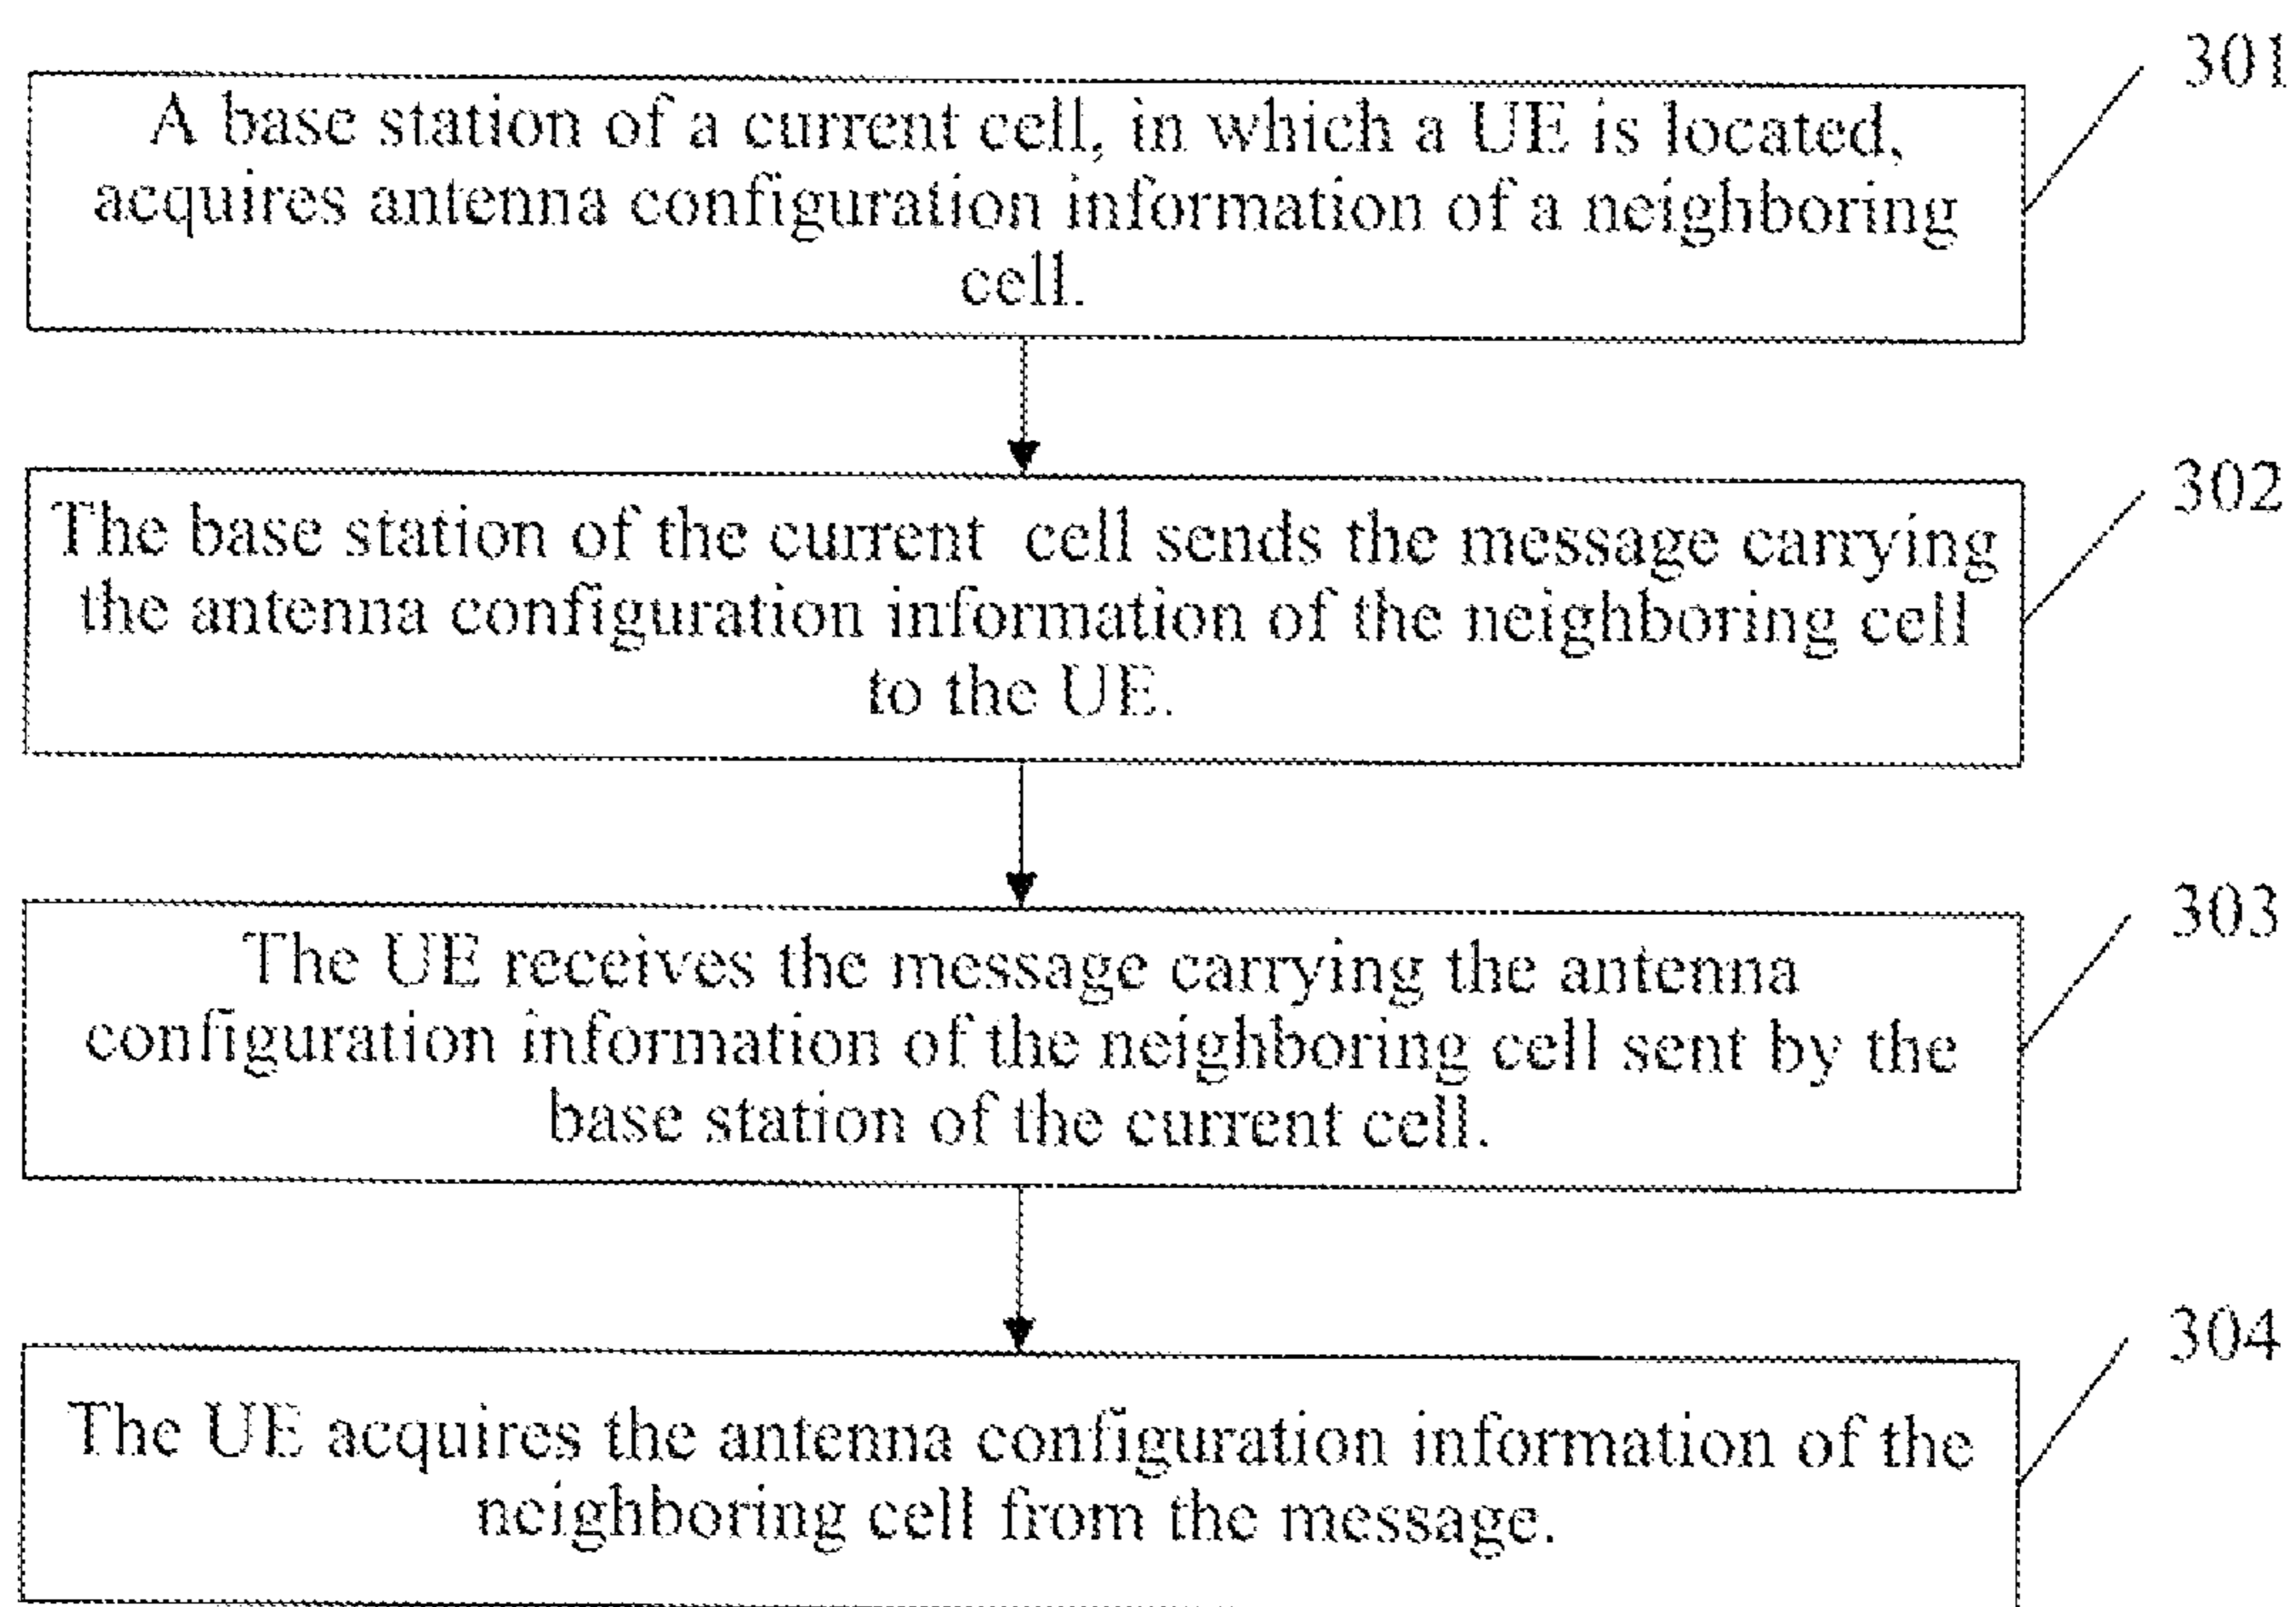 301
A base station of a current cell, in which a UE is located,
acquires antenna configuration information of a neighboring
cell.
302
The base station of the current cell sends the message carrying
the antenna configuration information of the neighboring cell
to the UE.
303
The UE receives the message carrying the antenna
configuration information of the neighboring cell sent by the
base station of the current cell.
304
The UE acquires the antenna configuration information of the
neighboring cell from the message.